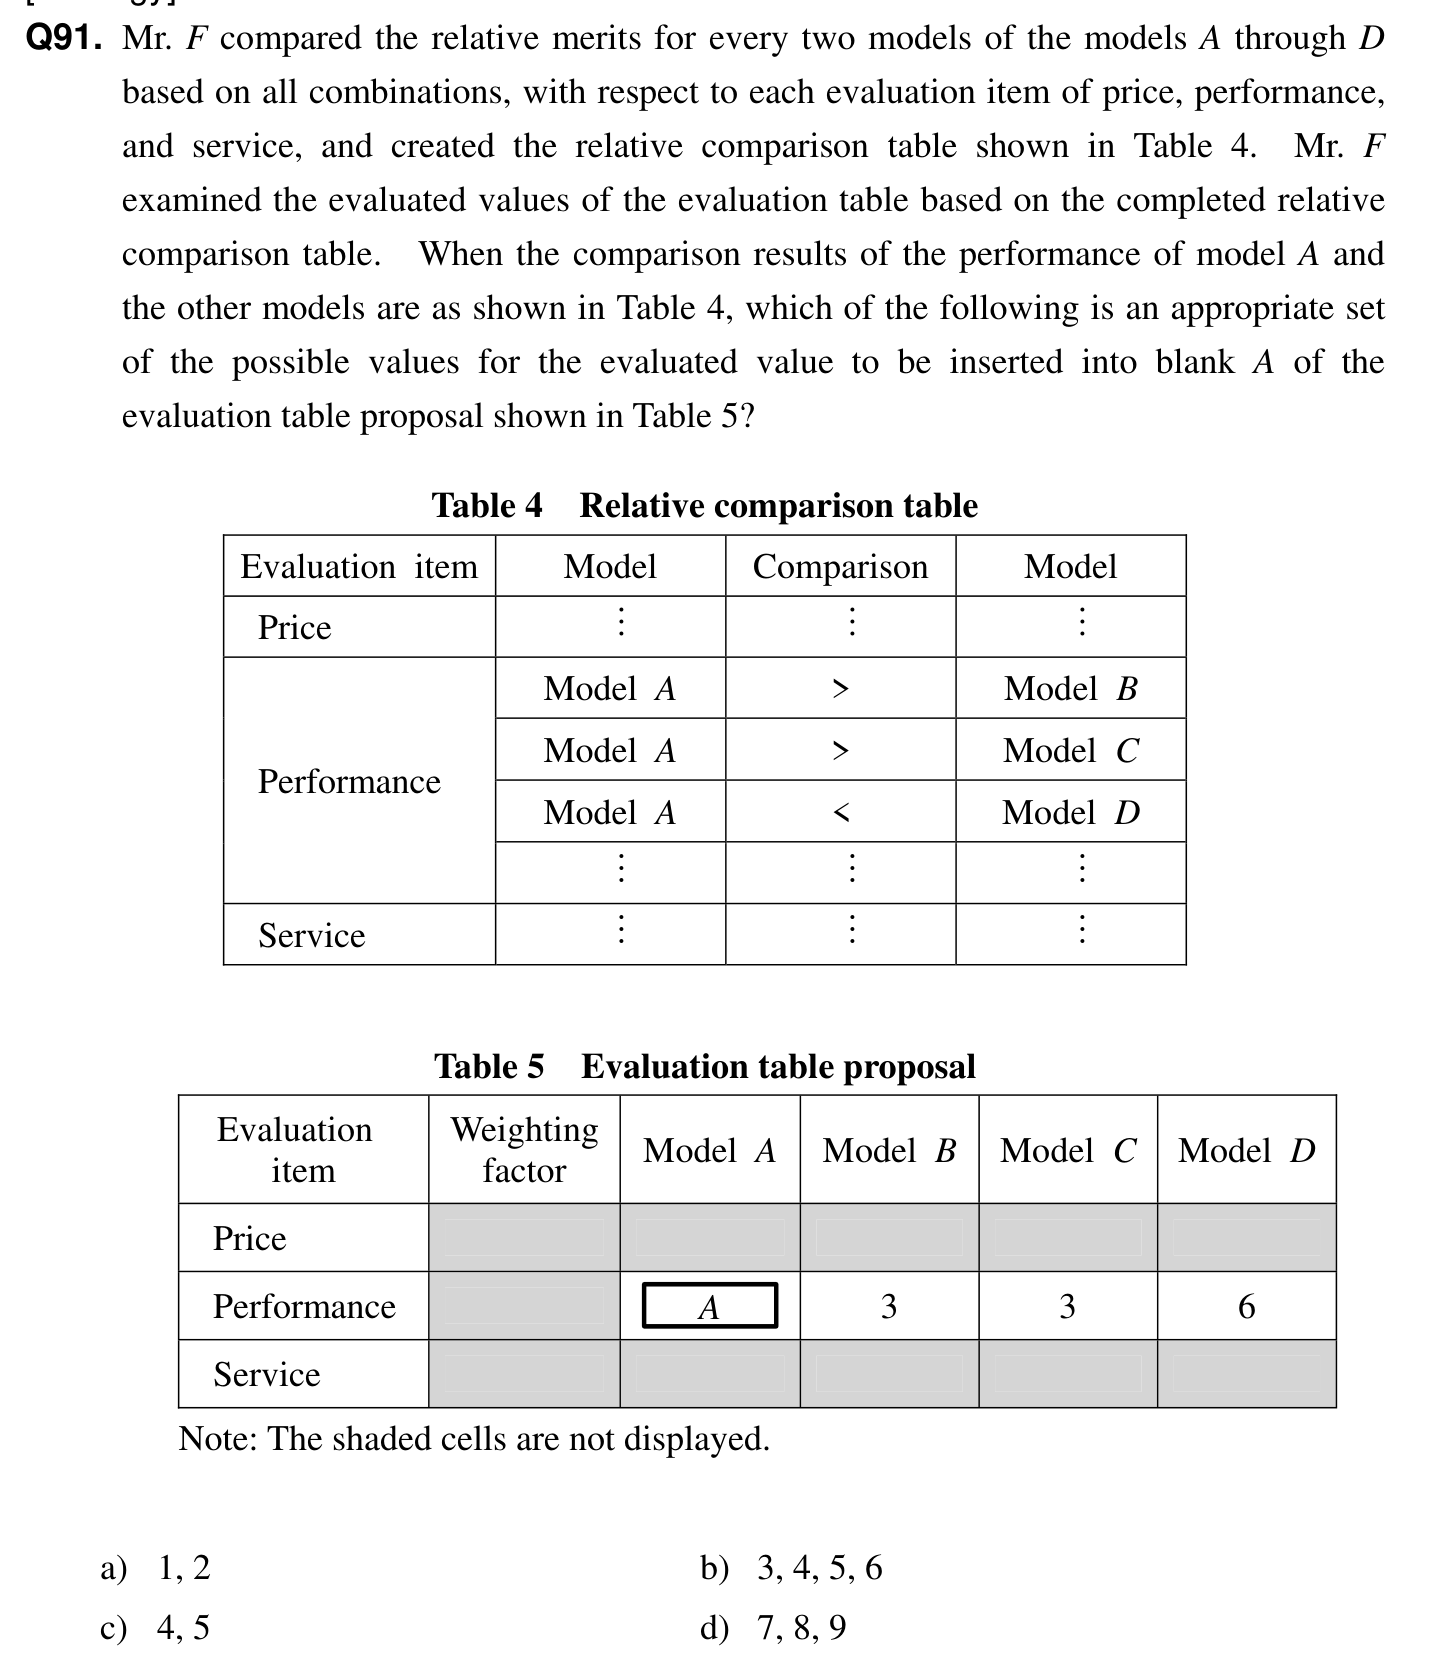 Q91. Mr. F compared the relative merits for every two models of the models A through D
based on all combinations, with respect to each evaluation item of price, performance,
and service, and created the relative comparison table shown in Table 4. Mr. F
examined the evaluated values of the evaluation table based on the completed relative
comparison table. When the comparison results of the performance of model A and
the other models are as shown in Table 4, which of the following is an appropriate set
of the possible values for the evaluated value to be inserted into blank A of the
evaluation table proposal shown in Table 5?
Table 4 Relative comparison table
Evaluation item Model Comparison Model
Price ⋮ ⋮ ⋮
Model A > Model B
Model A > Model C
Performance
Model A < Model D
⋮ ⋮ ⋮
Service ⋮ ⋮ ⋮
Table 5 Evaluation table proposal
Evaluation item Weighting factor Model A Model B Model C Model D
Price
Performance A 3 3 6
Service
Note: The shaded cells are not displayed.
a) 1, 2 b) 3, 4, 5, 6
c) 4, 5 d) 7, 8, 9